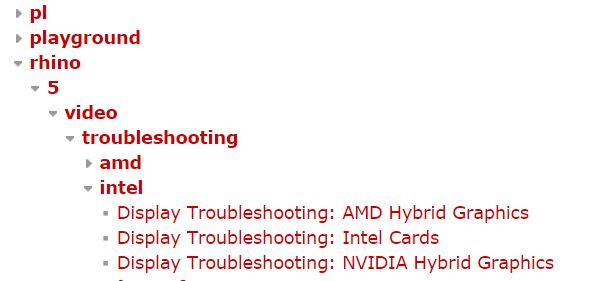 pl
playground
rhino
5
video
troubleshooting
amd
intel
Display Troubleshooting: AMD Hybrid Graphics
Display Troubleshooting: Intel Cards
Display Troubleshooting: NVIDIA Hybrid Graphics